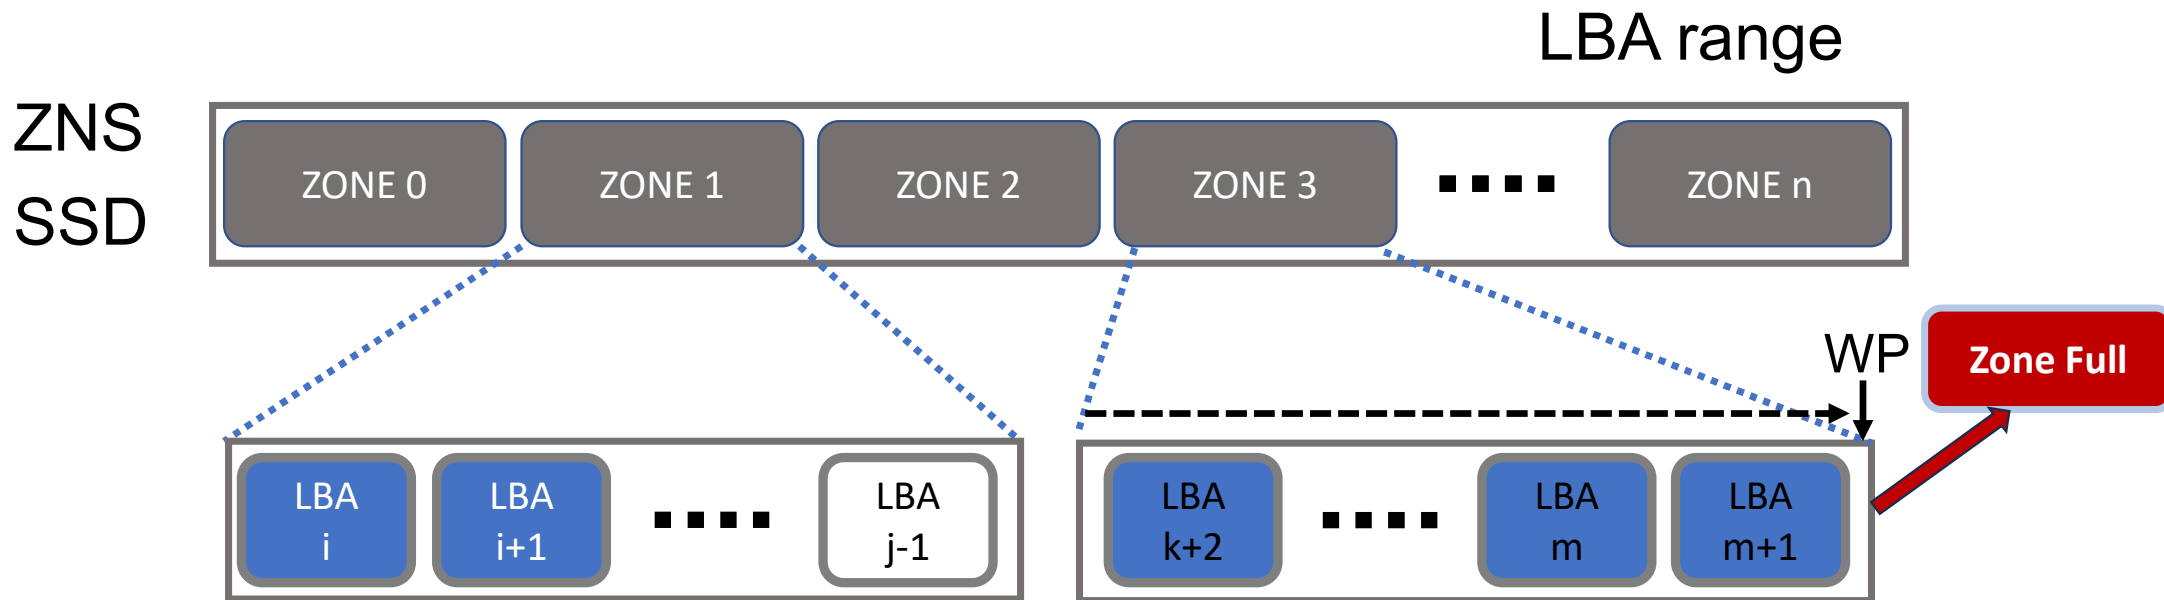 LBA range
ZNS
SSD
ZONE 0
ZONE 1
ZONE 2
ZONE 3
ZONE n
WP
Zone Full
LBA
i
LBA
i+1
LBA
j-1
LBA
k+2
LBA
m
LBA
m+1